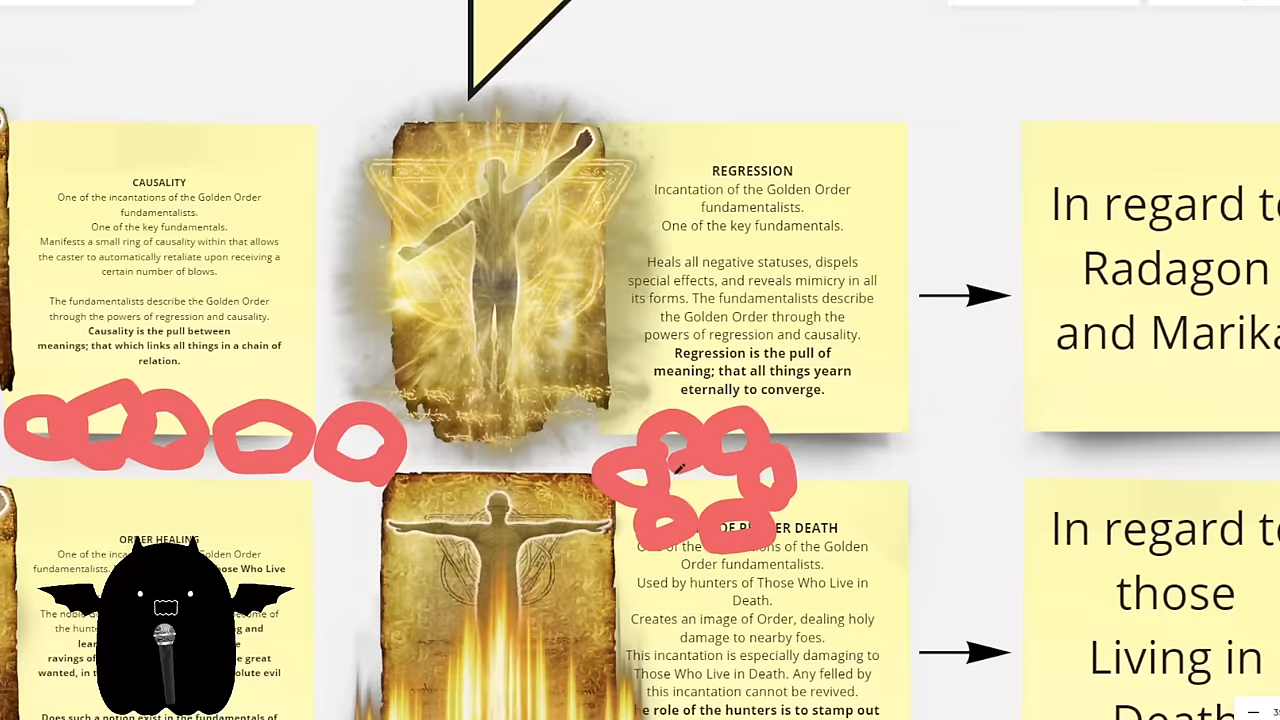 CAUSALITY
One of the incantations of the Golden Order
fundamentalists.
One of the key fundamentals.
Manifests a small ring of causality within that allows
the caster to automatically retaliate upon receiving a
certain number of blows.
The fundamentalists describe the Golden Order
through the powers of regression and causality.
Causality is the pull between
meanings; that which links all things in a chain of
relation.
REGRESSION
Incantation of the Golden Order
fundamentalists.
One of the key fundamentals.
Heals all negative statuses, dispels
special effects, and reveals mimicry in all
its forms. The fundamentalists describe
the Golden Order through the
powers of regression and causality.
Regression is the pull of
meaning; that all things yearn
eternally to converge.
In regard to
Radagon
and Marika
ORDER HEALING
One of the Golden Order
fundamentalists. Those Who Live
The of
the and
ravings of great
wanted, in evil
Does such a notion exist in the fundamentals of
OF DEATH
of the of the Golden
Order fundamentalists.
Used by hunters of Those Who Live in
Death.
Creates an image of Order, dealing holy
damage to nearby foes.
This incantation is especially damaging to
Those Who Live in Death. Any felled by
this incantation cannot be revived.
role of the hunters is to stamp out
In regard to
those
Living in
Death